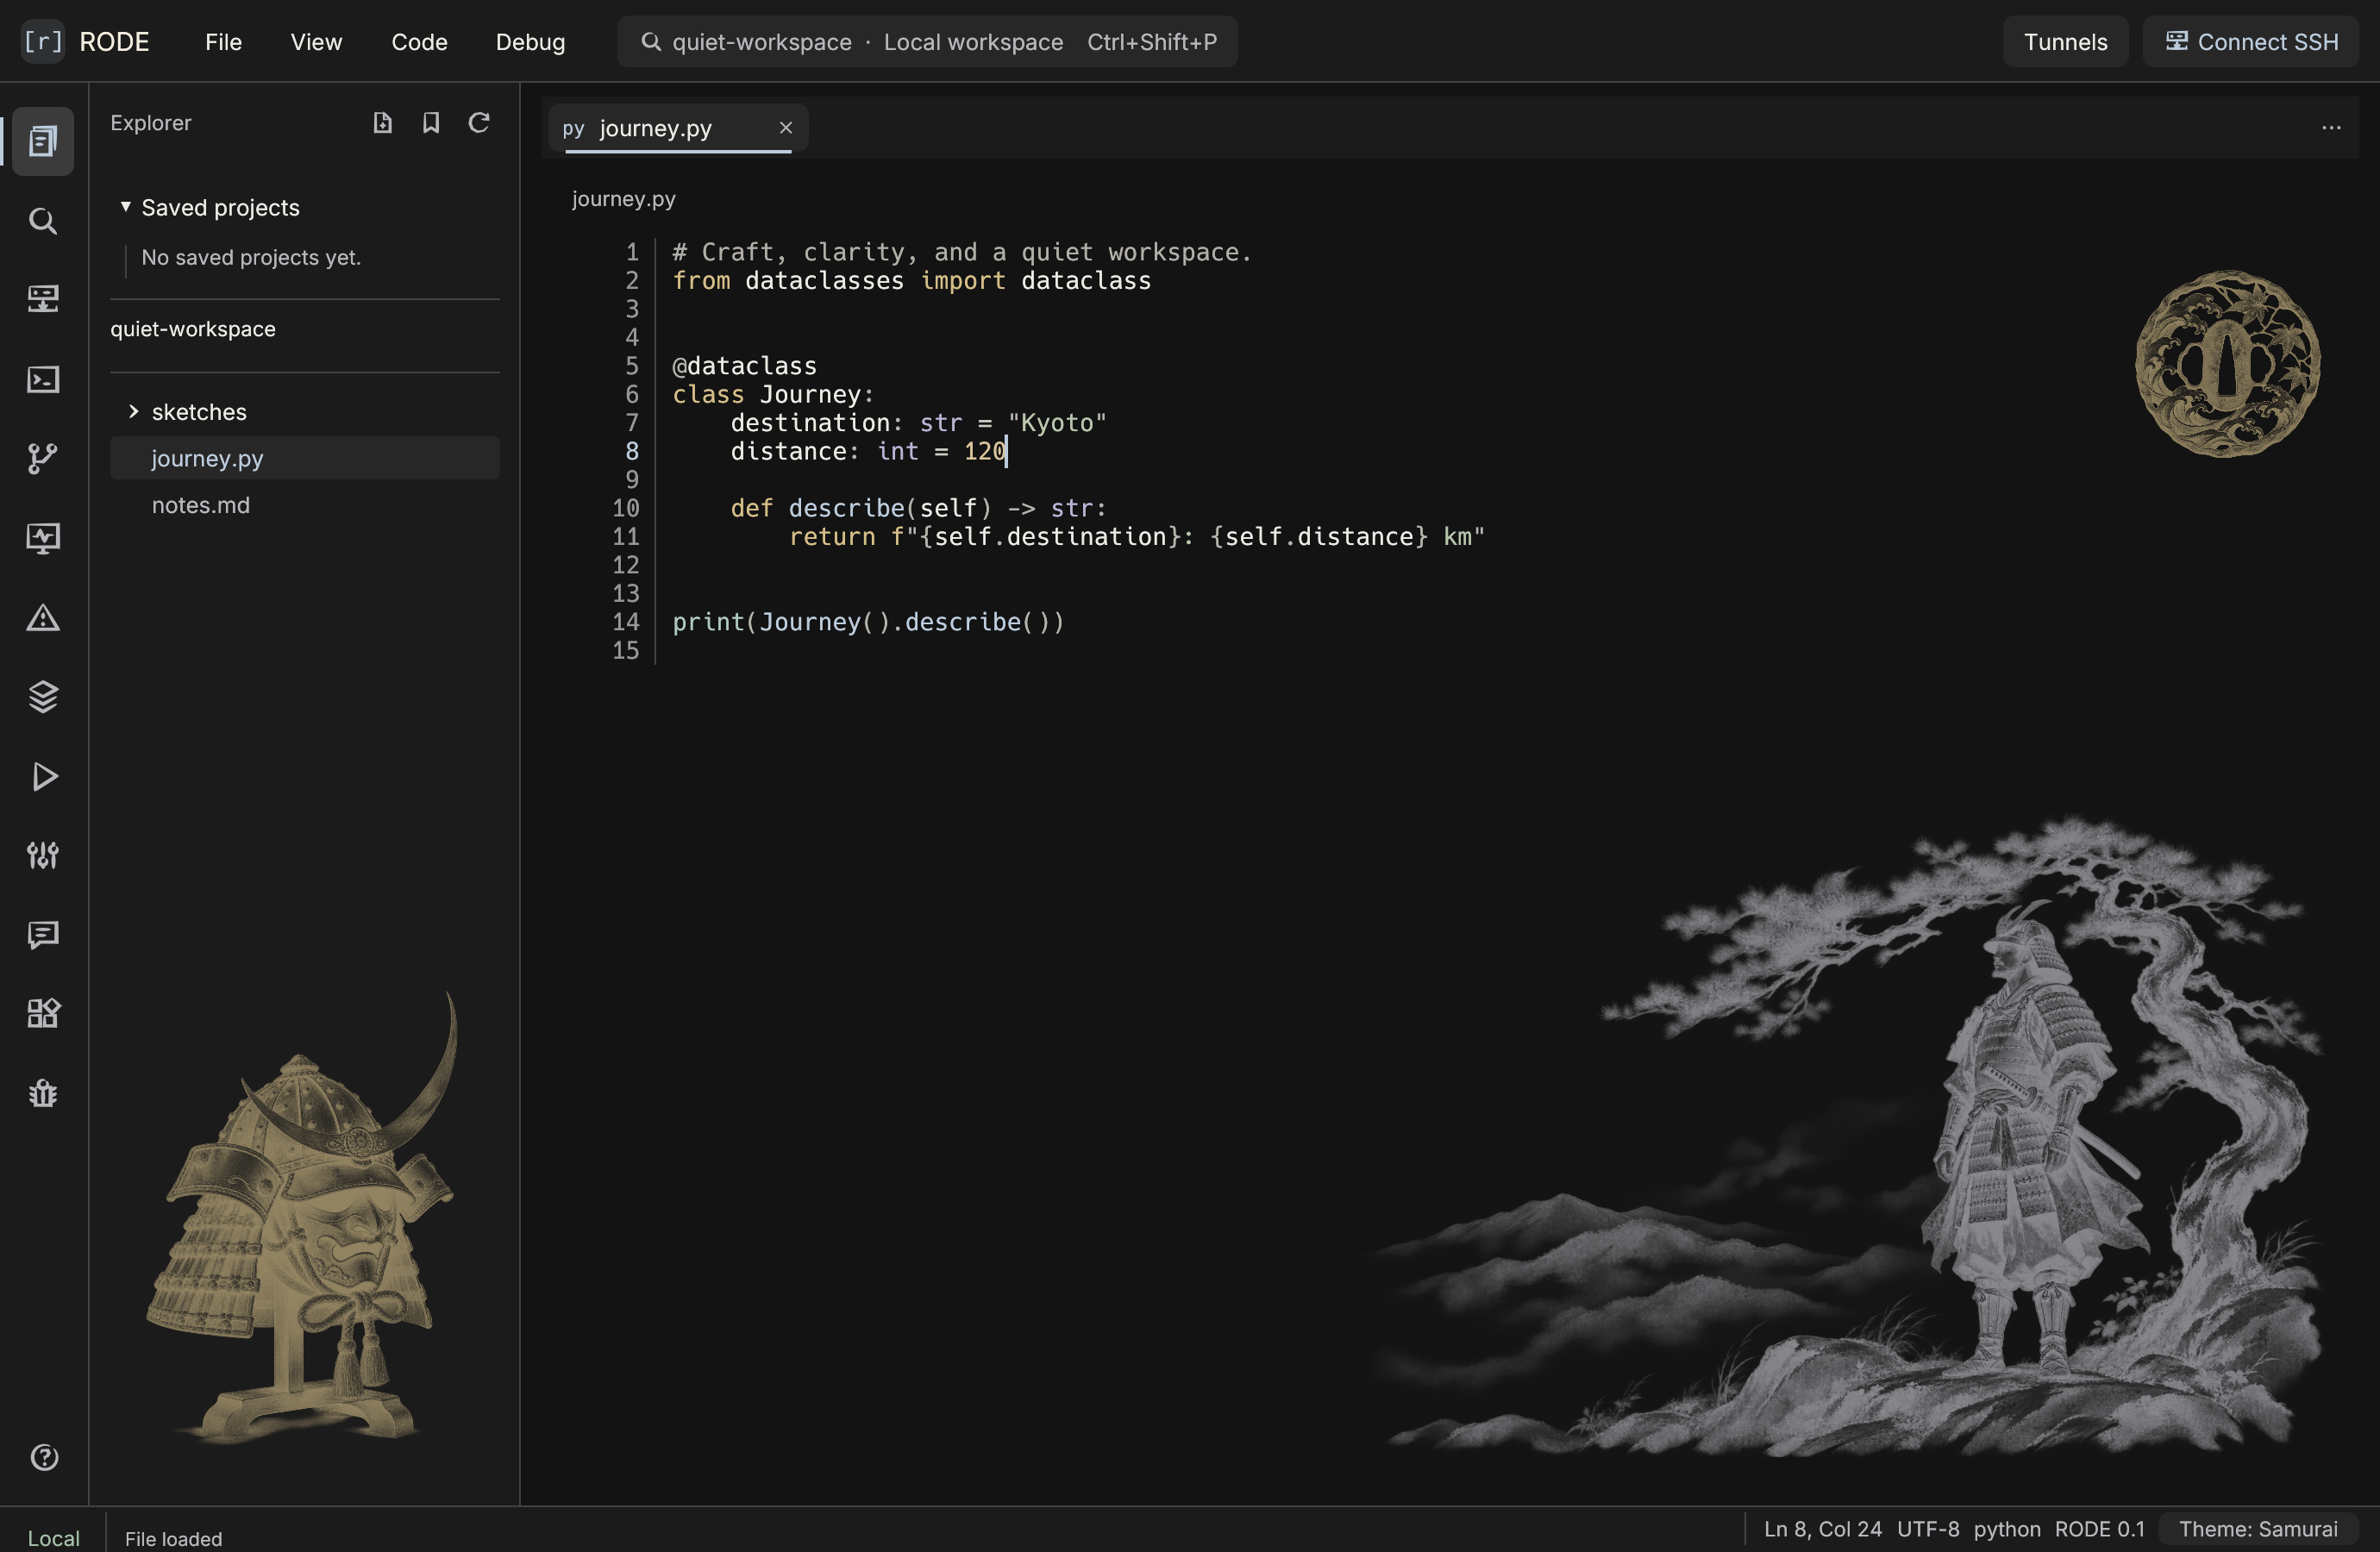 [r] RODE File View Code Debug quiet-workspace · Local workspace Ctrl+Shift+P Tunnels Connect SSH
Explorer
Saved projects
No saved projects yet.
quiet-workspace
sketches
journey.py
notes.md
py journey.py ×
journey.py
1 # Craft, clarity, and a quiet workspace.
2 from dataclasses import dataclass
3
4
5 @dataclass
6 class Journey:
7     destination: str = "Kyoto"
8     distance: int = 120
9
10     def describe(self) -> str:
11         return f"{self.destination}: {self.distance} km"
12
13
14 print(Journey().describe())
15
Local File loaded Ln 8, Col 24 UTF-8 python RODE 0.1 Theme: Samurai